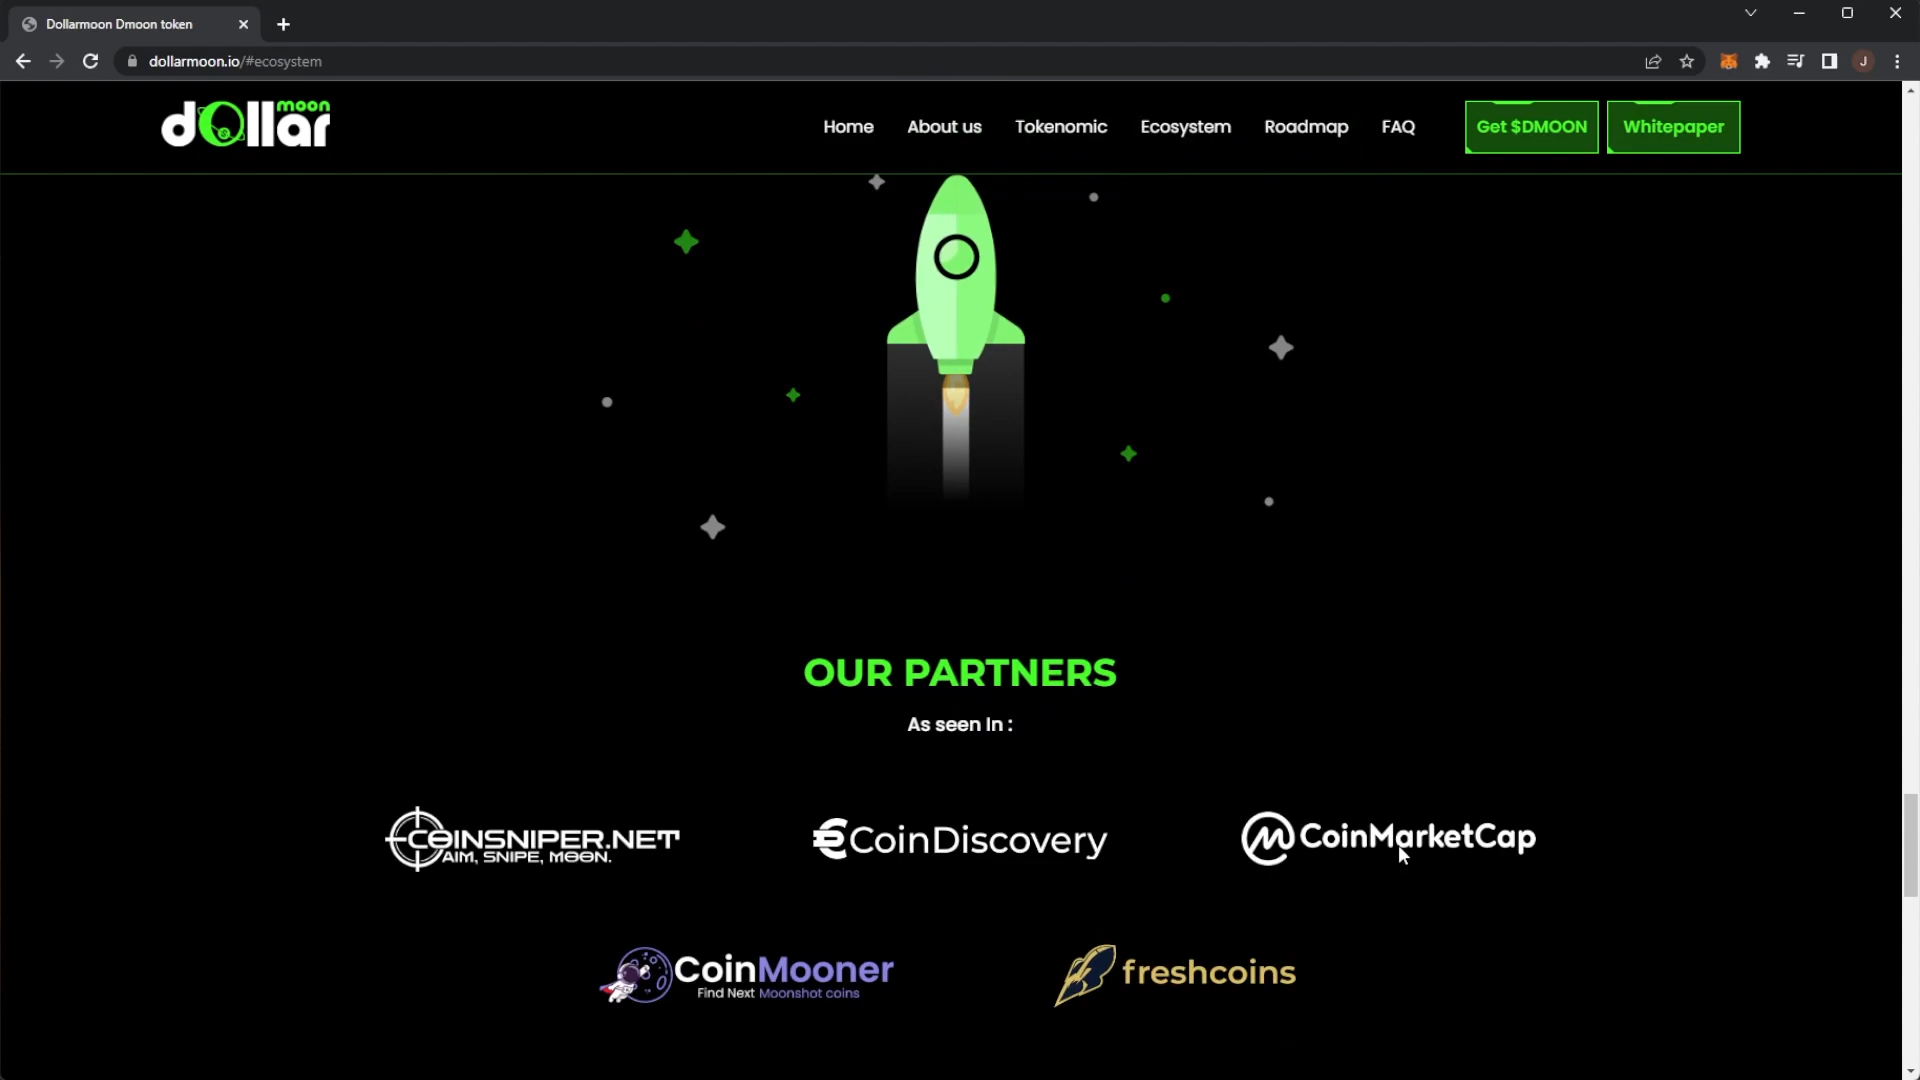 Dollarmoon Dmoon token
dollarmoon.io/#ecosystem
J
dollar moon
Home About us Tokenomic Ecosystem Roadmap FAQ Get $DMOON Whitepaper
OUR PARTNERS
As seen In :
COINSNIPER.NET
AIM, SNIPE, MOON.
CoinDiscovery
CoinMarketCap
CoinMooner
Find Next Moonshot coins
freshcoins